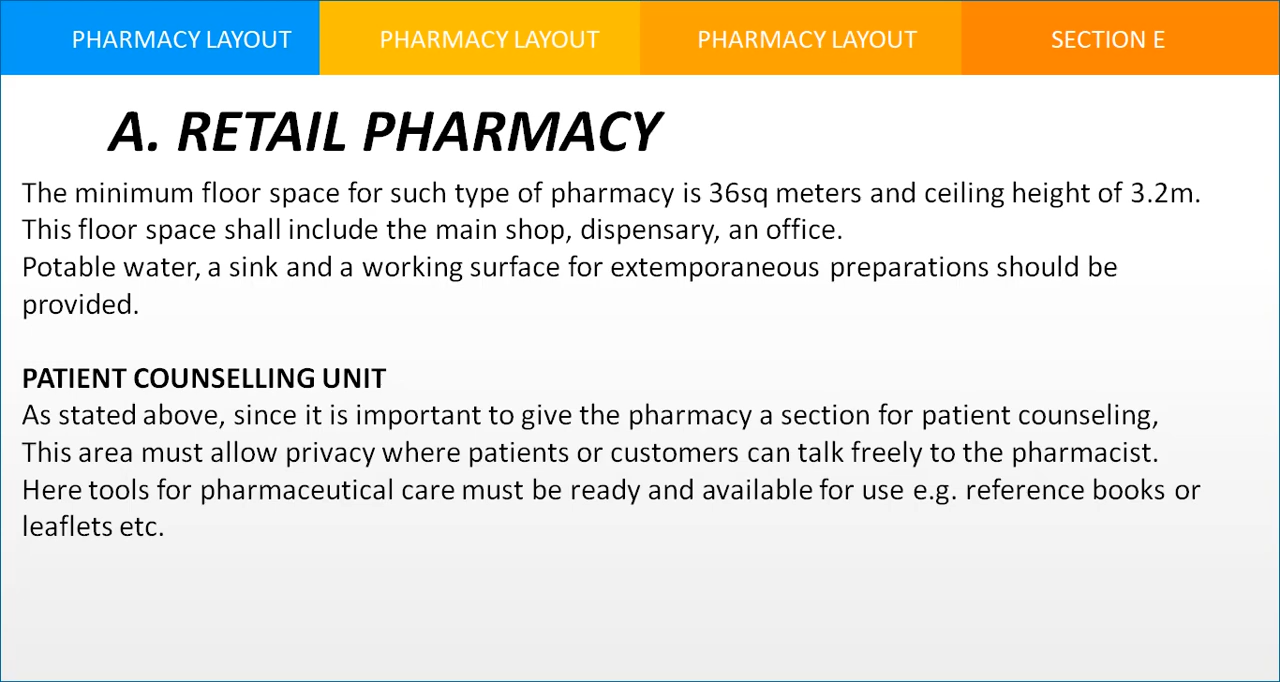 PHARMACY LAYOUT PHARMACY LAYOUT PHARMACY LAYOUT SECTION E
A. RETAIL PHARMACY
The minimum floor space for such type of pharmacy is 36sq meters and ceiling height of 3.2m.
This floor space shall include the main shop, dispensary, an office.
Potable water, a sink and a working surface for extemporaneous preparations should be
provided.
PATIENT COUNSELLING UNIT
As stated above, since it is important to give the pharmacy a section for patient counseling,
This area must allow privacy where patients or customers can talk freely to the pharmacist.
Here tools for pharmaceutical care must be ready and available for use e.g. reference books or
leaflets etc.